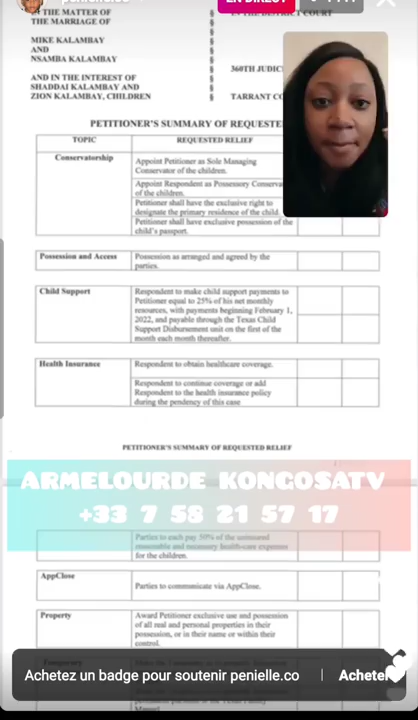 EN DIRECT
THE MATTER OF
THE MARRIAGE OF
MIKE KALAMBAY
AND
NSAMBA KALAMBAY
AND IN THE INTEREST OF
SHADDAI KALAMBAY AND
ZION KALAMBAY, CHILDREN
DISTRICT COURT
360TH JUDIC
TARRANT CO
PETITIONER'S SUMMARY OF REQUESTE
TOPIC
REQUESTED RELIEF
Conservatorship
Appoint Petitioner as Sole Managing
Conservator of the children.
Appoint Respondent as Possessory Conserva
of the children.
Petitioner shall have the exclusive right to
designate the primary residence of the child.
Petitioner shall have exclusive possession of the
child's passport.
Possession and Access
Possession as arranged and agreed by the
parties.
Child Support
Respondent to make child support payments to
Petitioner equal to 25% of his net monthly
resources, with payments beginning February 1,
2022, and payable through the Texas Child
Support Disbursement unit on the first of the
month each month thereafter.
Health Insurance
Respondent to obtain healthcare coverage.
Respondent to continue coverage or add
Respondent to the health insurance policy
during the pendency of this case
PETITIONER'S SUMMARY OF REQUESTED RELIEF
ARMELOURDE KONGOSATV
+33 7 58 21 57 17
Parties to each pay 50% of the uninsured
reasonable and necessary health-care expenses
for the children.
AppClose
Parties to communicate via AppClose.
Property
Award Petitioner exclusive use and possession
of all real and personal properties in their
possession, or in their name or within their
control.
Achetez un badge pour soutenir penielle.co
Acheter